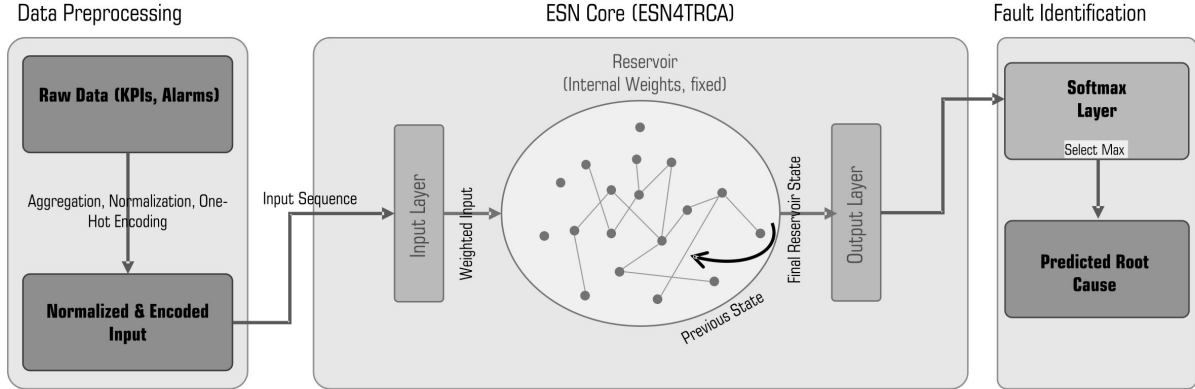 Data Preprocessing
ESN Core (ESN4TRCA)
Fault Identification
Raw Data (KPIs, Alarms)
Aggregation, Normalization, One-
Hot Encoding
Normalized & Encoded
Input
Input Sequence
Input Layer
Weighted Input
Reservoir
(Internal Weights, fixed)
Previous State
Final Reservoir State
Output Layer
Softmax
Layer
Select Max
Predicted Root
Cause